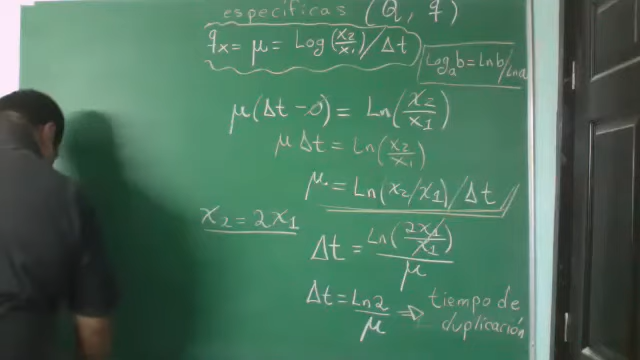 específicas (Q, q)
qx = μ = Log (x2/x1) / Δt
Log_a b = Lnb/Lna
μ(Δt - 0) = Ln(x2/x1)
μ Δt = Ln(x2/x1)
μ = Ln(x2/x1)/Δt
x2 = 2x1
Δt = Ln(2x1/x1)/μ
Δt = Ln2/μ ⇒ tiempo de
duplicación